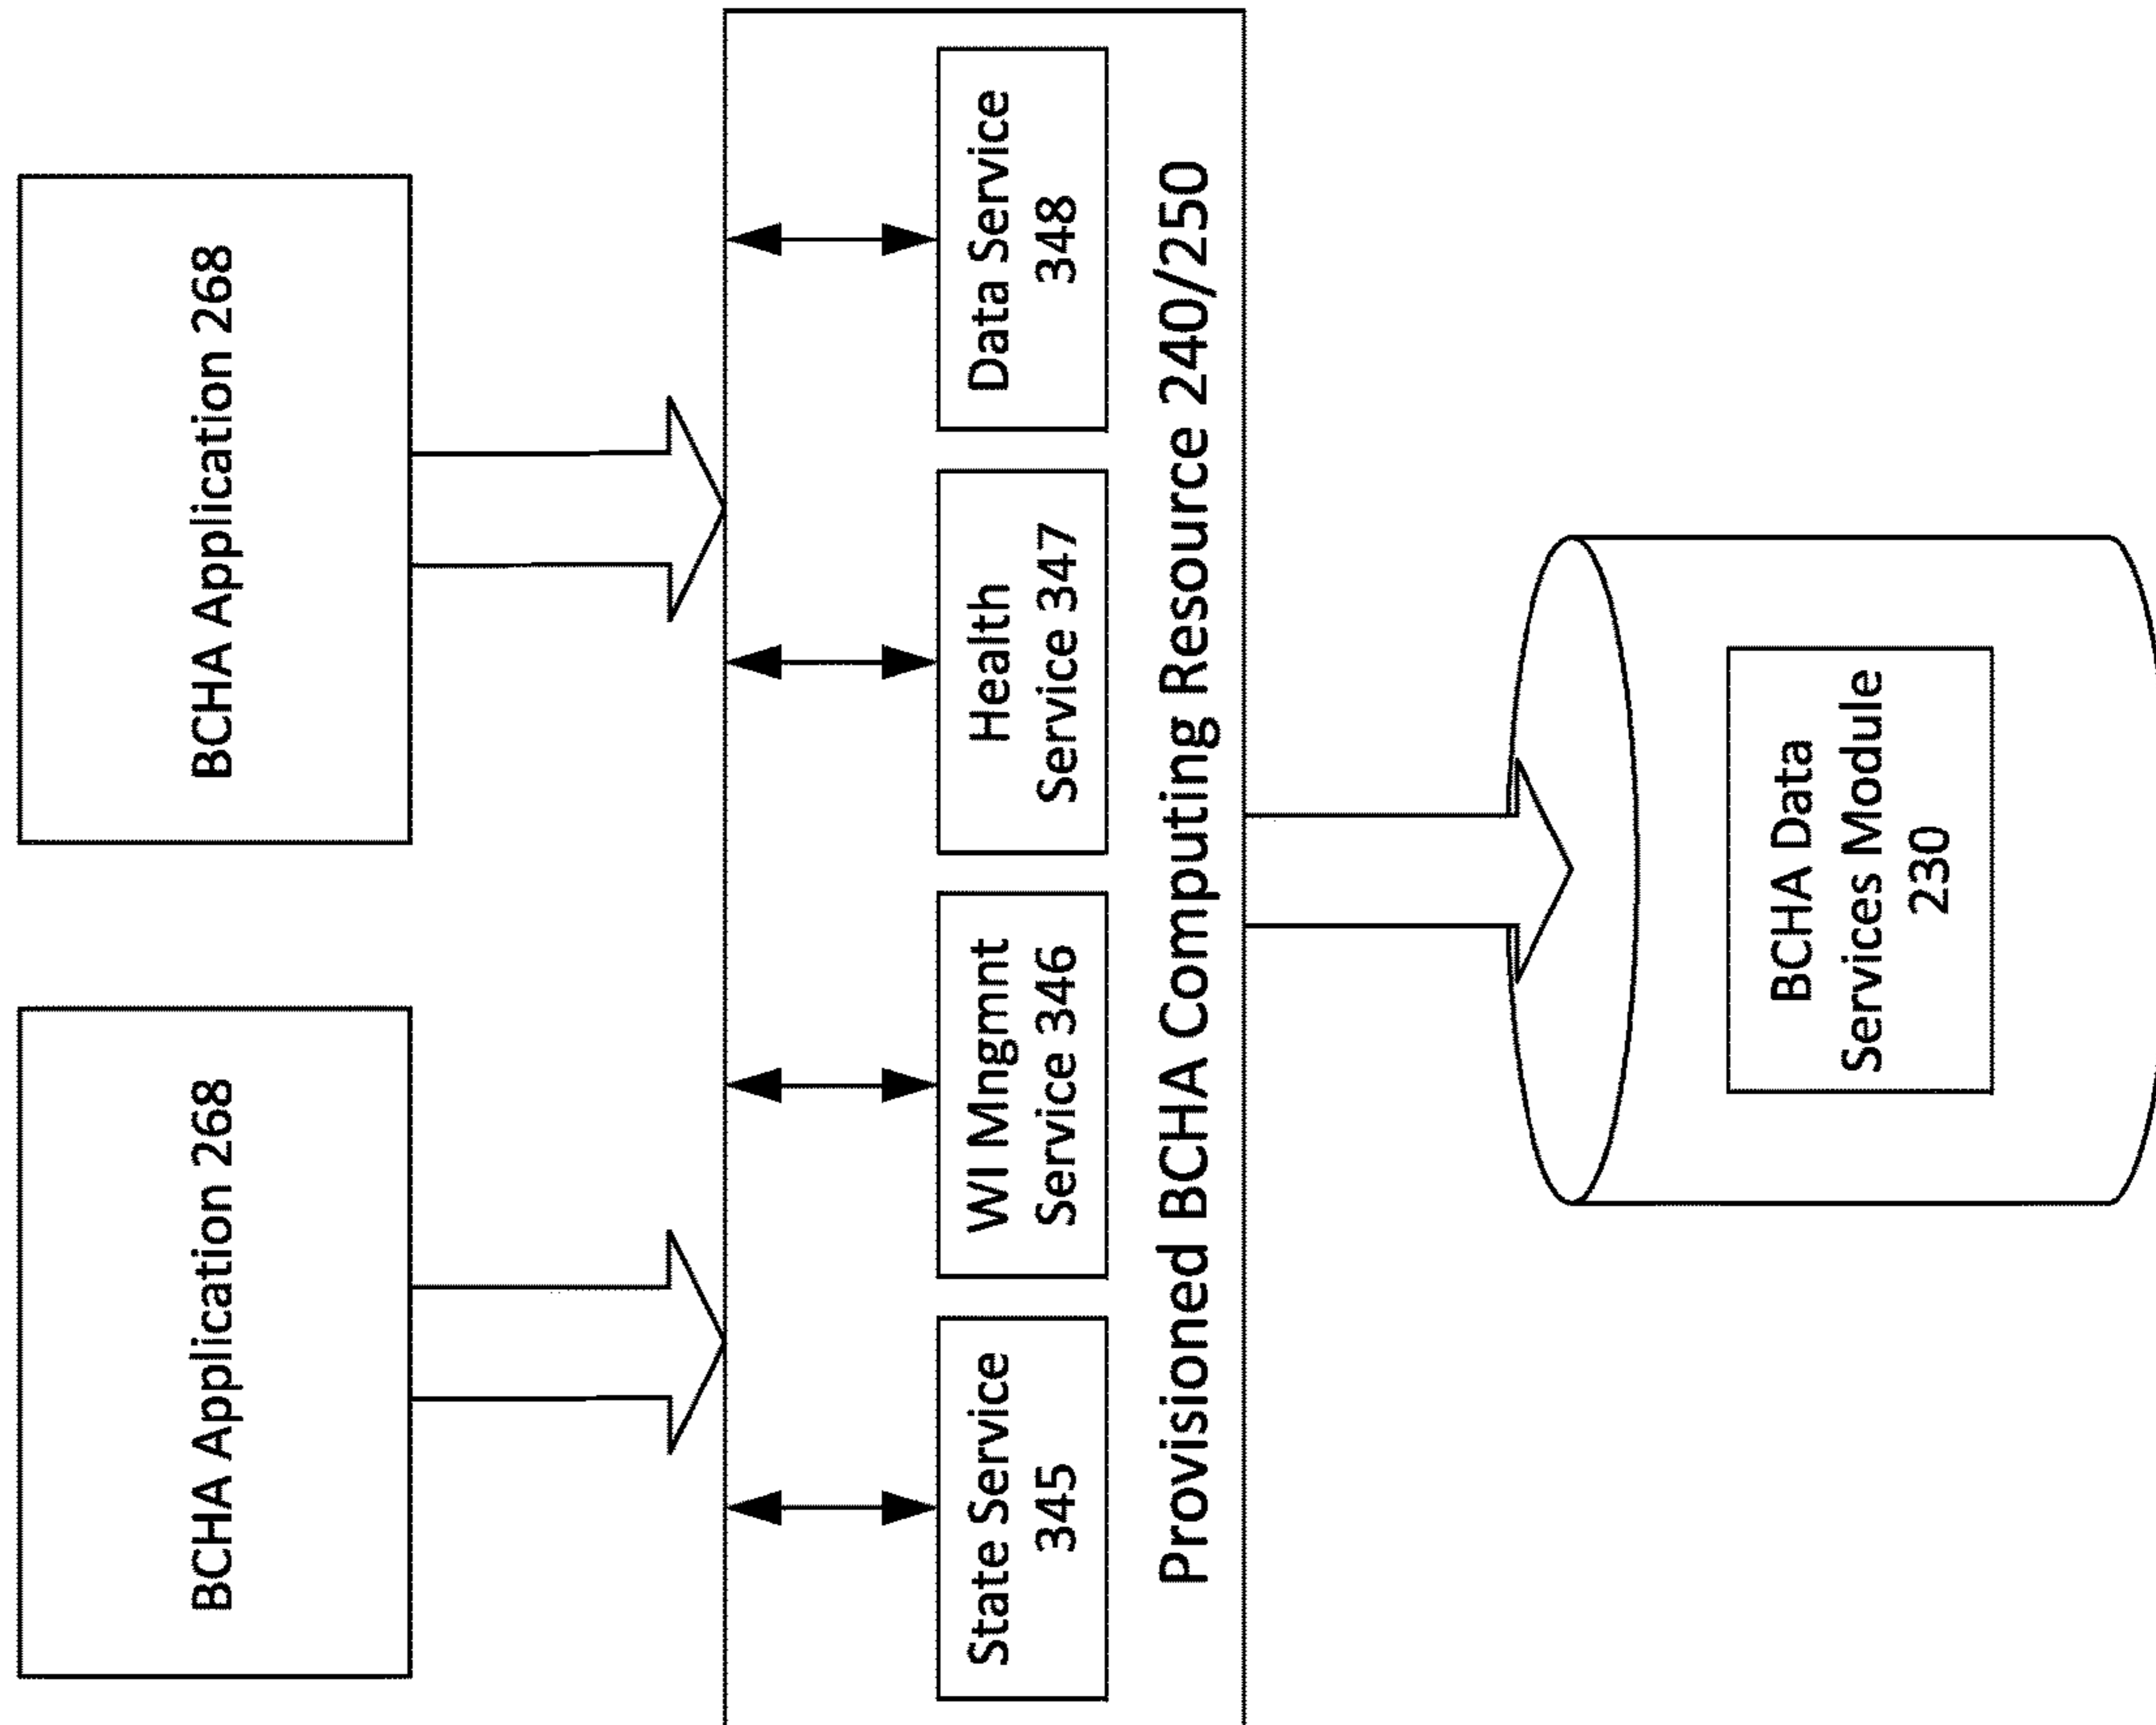 BCHA Application 268
BCHA Application 268
State Service
345
WI Mngmnt
Service 346
Health
Service 347
Data Service
348
Provisioned BCHA Computing Resource 240/250
BCHA Data
Services Module
230